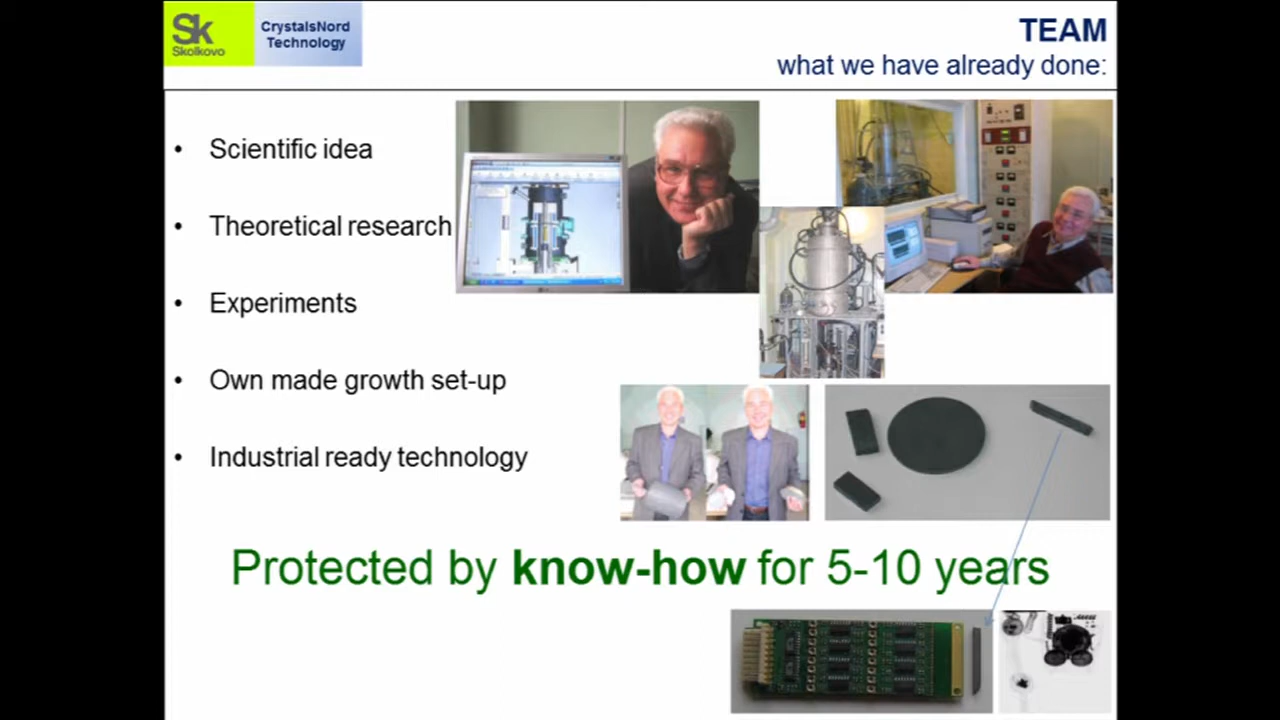 Sk
Skolkovo
CrystalsNord
Technology
TEAM
what we have already done:
• Scientific idea
• Theoretical research
• Experiments
• Own made growth set-up
• Industrial ready technology
Protected by know-how for 5-10 years